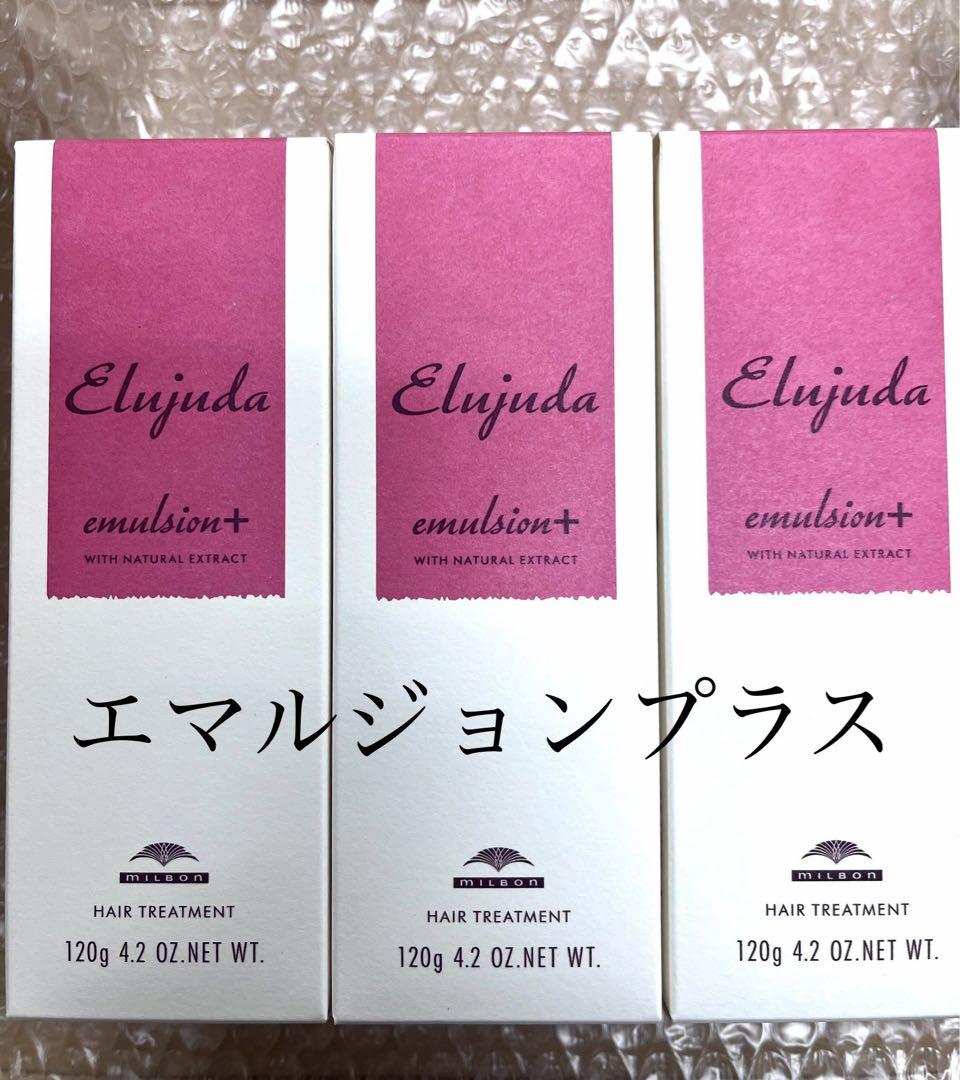 Elujuda
emulsion+
WITH NATURAL EXTRACT
Elujuda
emulsion+
WITH NATURAL EXTRACT
Elujuda
emulsion+
WITH NATURAL EXTRACT
エマルジョンプラス
MILBON
HAIR TREATMENT
120g 4.2 OZ.NET WT.
MILBON
HAIR TREATMENT
120g 4.2 OZ.NET WT.
MILBON
HAIR TREATMENT
120g 4.2 OZ.NET WT.